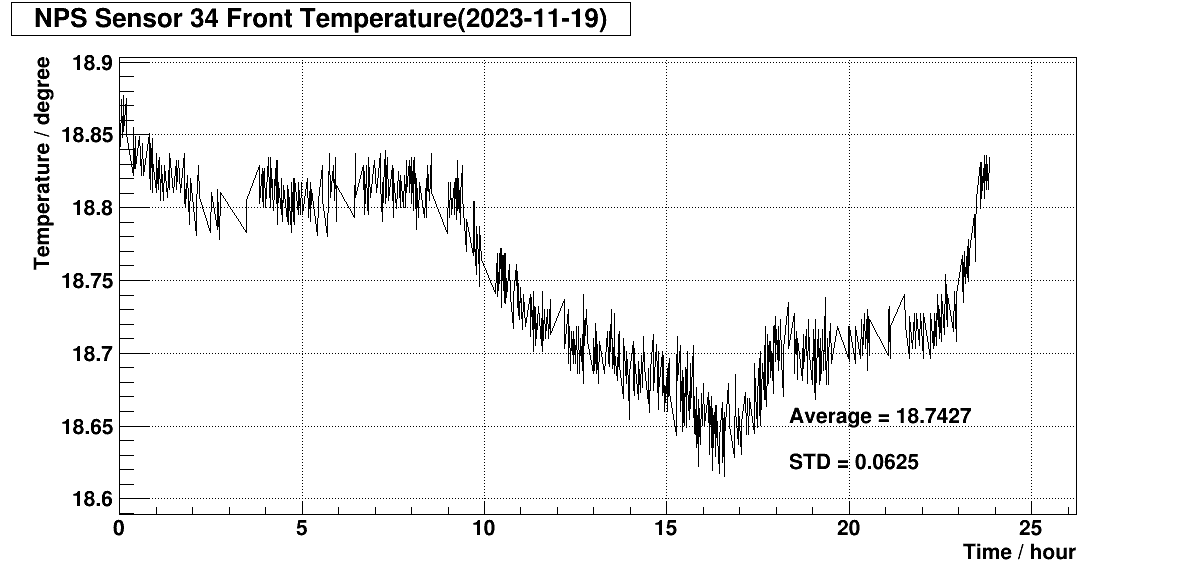 NPS Sensor 34 Front Temperature(2023-11-19)
Temperature / degree
18.9
18.85
18.8
18.75
18.7
18.65
18.6
Average = 18.7427
STD = 0.0625
0 5 10 15 20 25
Time / hour